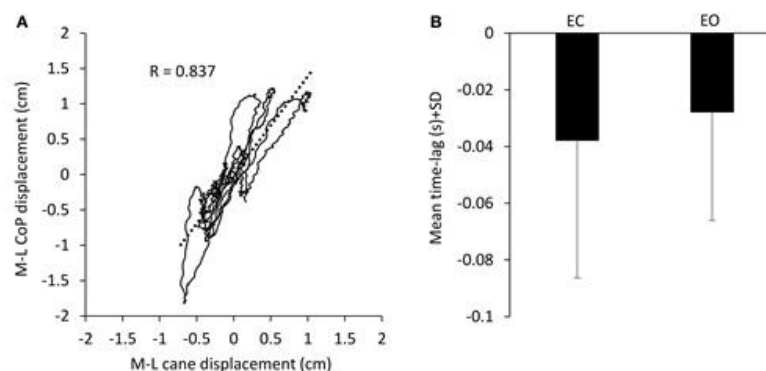 A
R = 0.837
M-L CoP displacement (cm)
2
1.5
1
0.5
0
-0.5
-1
-1.5
-2
-2 -1.5 -1 -0.5 0 0.5 1 1.5 2
M-L cane displacement (cm)
B
EC EO
Mean time-lag (s)+SD
0
-0.02
-0.04
-0.06
-0.08
-0.1